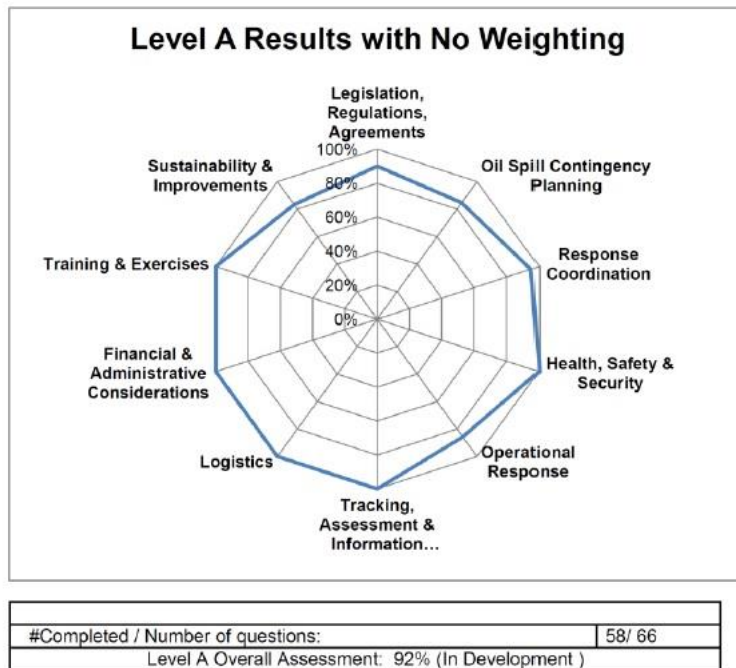 Level A Results with No Weighting
Legislation,
Regulations,
Agreements
100%
80%
60%
40%
20%
0%
Oil Spill Contingency
Planning
Response
Coordination
Health, Safety &
Security
Operational
Response
Tracking,
Assessment &
Information...
Logistics
Financial &
Administrative
Considerations
Training & Exercises
Sustainability &
Improvements
#Completed / Number of questions: 58/ 66
Level A Overall Assessment: 92% (In Development )